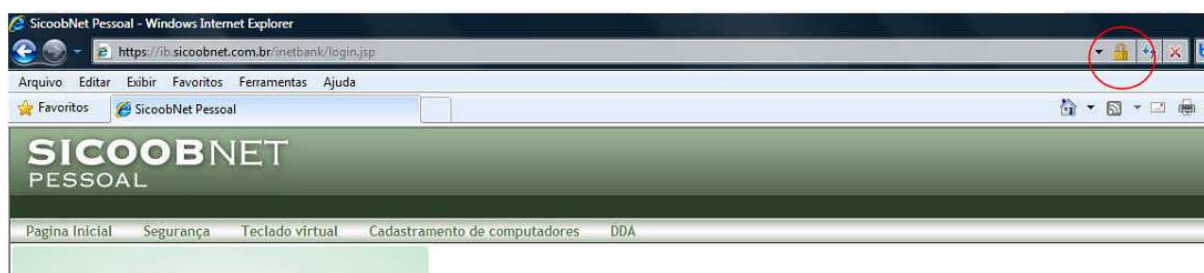 SicoobNet Pessoal - Windows Internet Explorer
https://ib.sicoobnet.com.br/inetbank/login.jsp
Arquivo Editar Exibir Favoritos Ferramentas Ajuda
Favoritos SicoobNet Pessoal
SICOOBNET
PESSOAL
Pagina Inicial Segurança Teclado virtual Cadastramento de computadores DDA